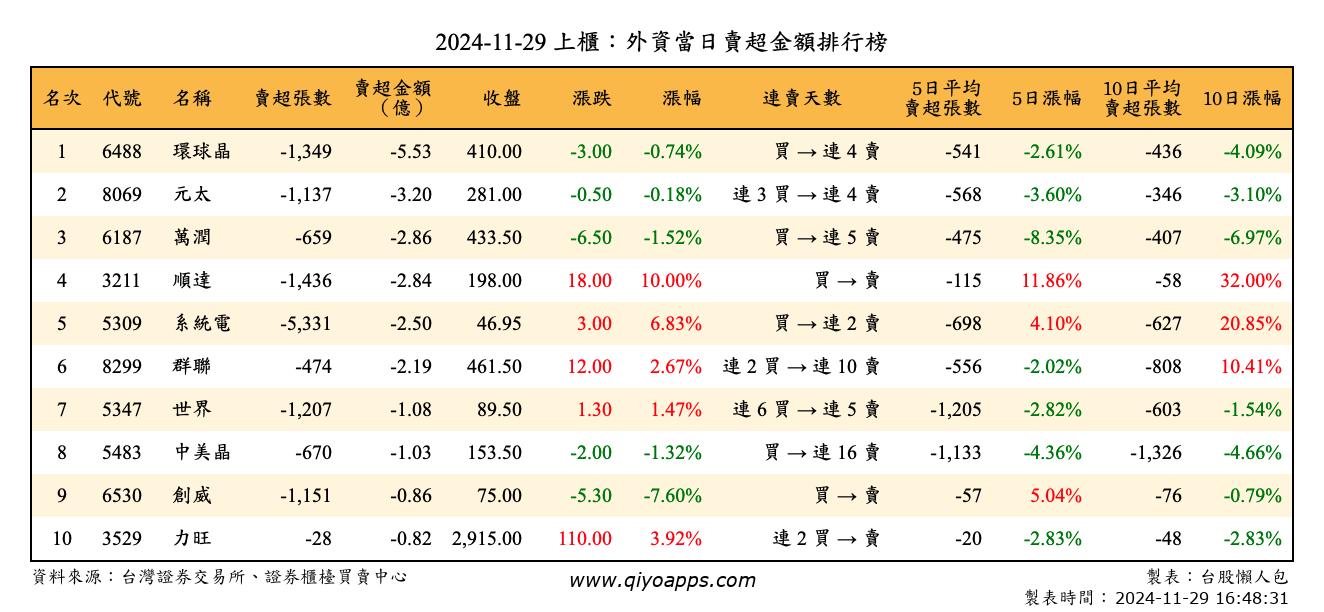 2024-11-29 上櫃：外資當日賣超金額排行榜
名次 代號 名稱 賣超張數 賣超金額（億） 收盤 漲跌 漲幅 連賣天數 5日平均賣超張數 5日漲幅 10日平均賣超張數 10日漲幅
1 6488 環球晶 -1,349 -5.53 410.00 -3.00 -0.74% 買 → 連 4 賣 -541 -2.61% -436 -4.09%
2 8069 元太 -1,137 -3.20 281.00 -0.50 -0.18% 連 3 買 → 連 4 賣 -568 -3.60% -346 -3.10%
3 6187 萬潤 -659 -2.86 433.50 -6.50 -1.52% 買 → 連 5 賣 -475 -8.35% -407 -6.97%
4 3211 順達 -1,436 -2.84 198.00 18.00 10.00% 買 → 賣 -115 11.86% -58 32.00%
5 5309 系統電 -5,331 -2.50 46.95 3.00 6.83% 買 → 連 2 賣 -698 4.10% -627 20.85%
6 8299 群聯 -474 -2.19 461.50 12.00 2.67% 連 2 買 → 連 10 賣 -556 -2.02% -808 10.41%
7 5347 世界 -1,207 -1.08 89.50 1.30 1.47% 連 6 買 → 連 5 賣 -1,205 -2.82% -603 -1.54%
8 5483 中美晶 -670 -1.03 153.50 -2.00 -1.32% 買 → 連 16 賣 -1,133 -4.36% -1,326 -4.66%
9 6530 創威 -1,151 -0.86 75.00 -5.30 -7.60% 買 → 賣 -57 5.04% -76 -0.79%
10 3529 力旺 -28 -0.82 2,915.00 110.00 3.92% 連 2 買 → 賣 -20 -2.83% -48 -2.83%
資料來源：台灣證券交易所、證券櫃檯買賣中心 www.qiyoapps.com 製表：台股懶人包
製表時間：2024-11-29 16:48:31